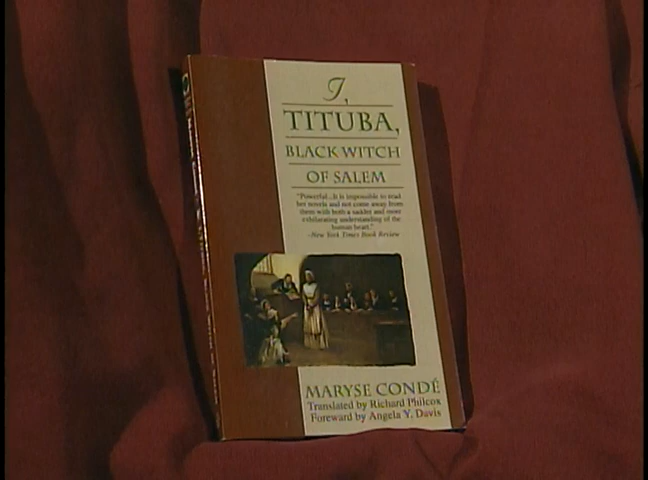 I,
TITUBA,
BLACK WITCH
OF SALEM
"Powerful...It is impossible to read
her novels and not come away from
them with both a sadder and more
exhilarating understanding of the
human heart."
–New York Times Book Review
MARYSE CONDÉ
Translated by Richard Philcox
Foreword by Angela Y. Davis